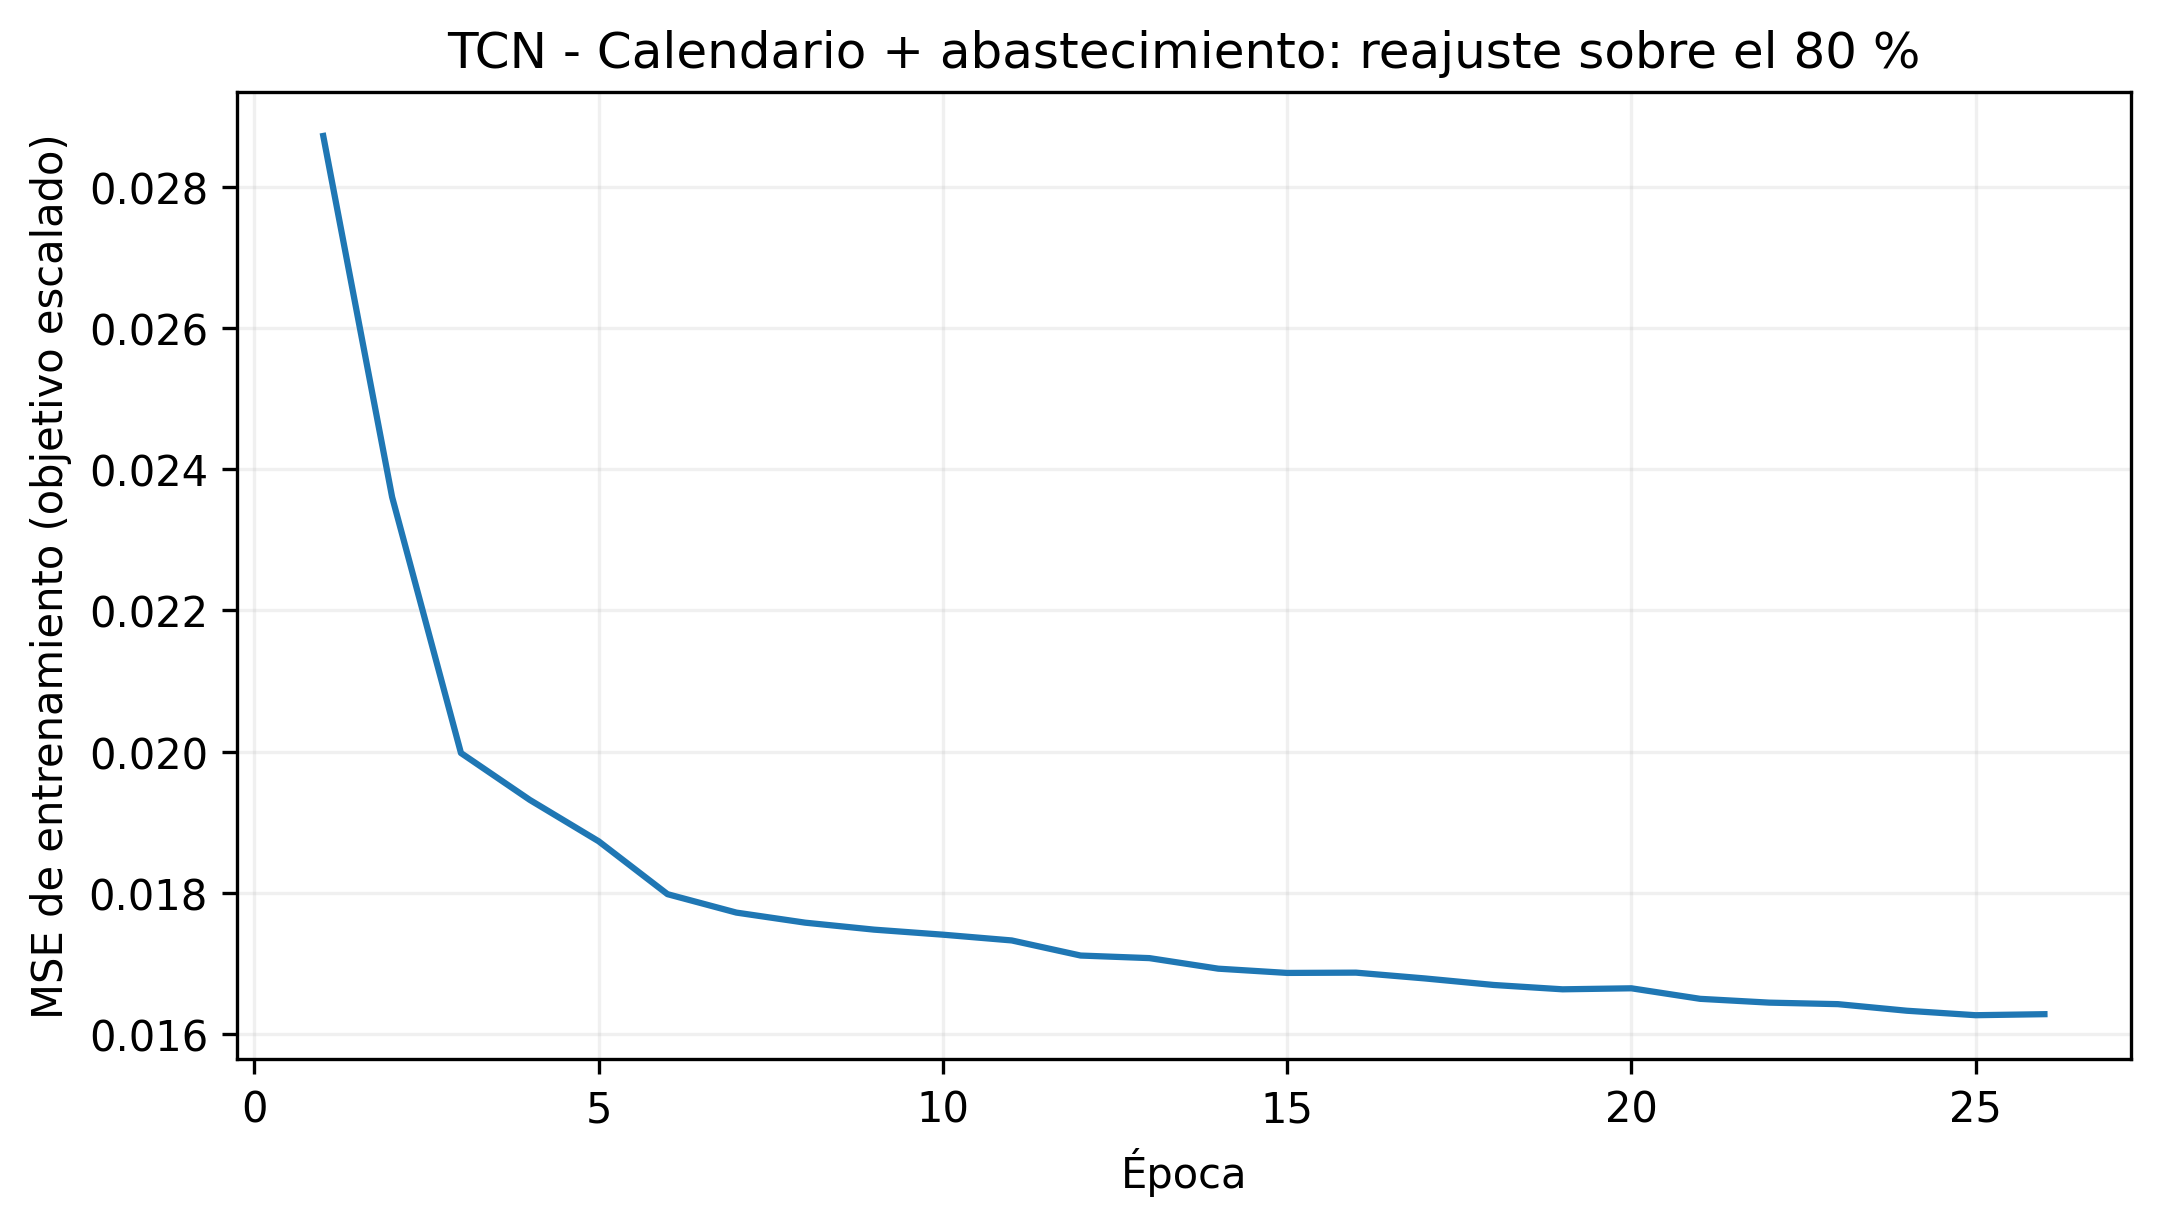 TCN - Calendario + abastecimiento: reajuste sobre el 80 %
MSE de entrenamiento (objetivo escalado)
0.028
0.026
0.024
0.022
0.020
0.018
0.016
0 5 10 15 20 25
Época